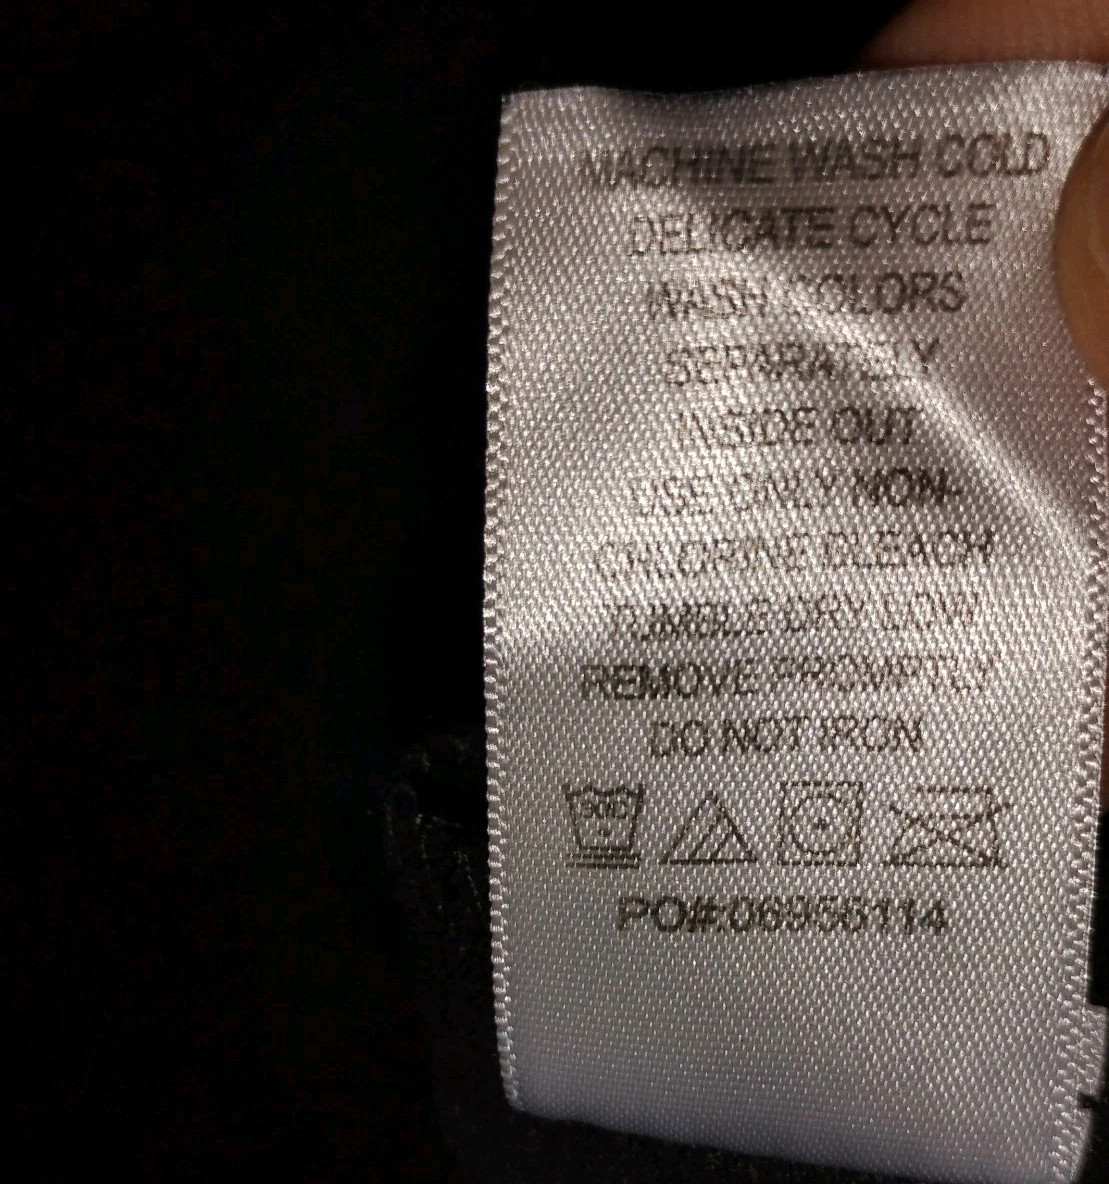 MACHINE WASH COLD
DELICATE CYCLE
WASH COLORS
SEPARATELY
INSIDE OUT
USE ONLY NON-
CHLORINE BLEACH
TUMBLE DRY LOW
REMOVE PROMPTLY
DO NOT IRON
30°C
PO#:06956114